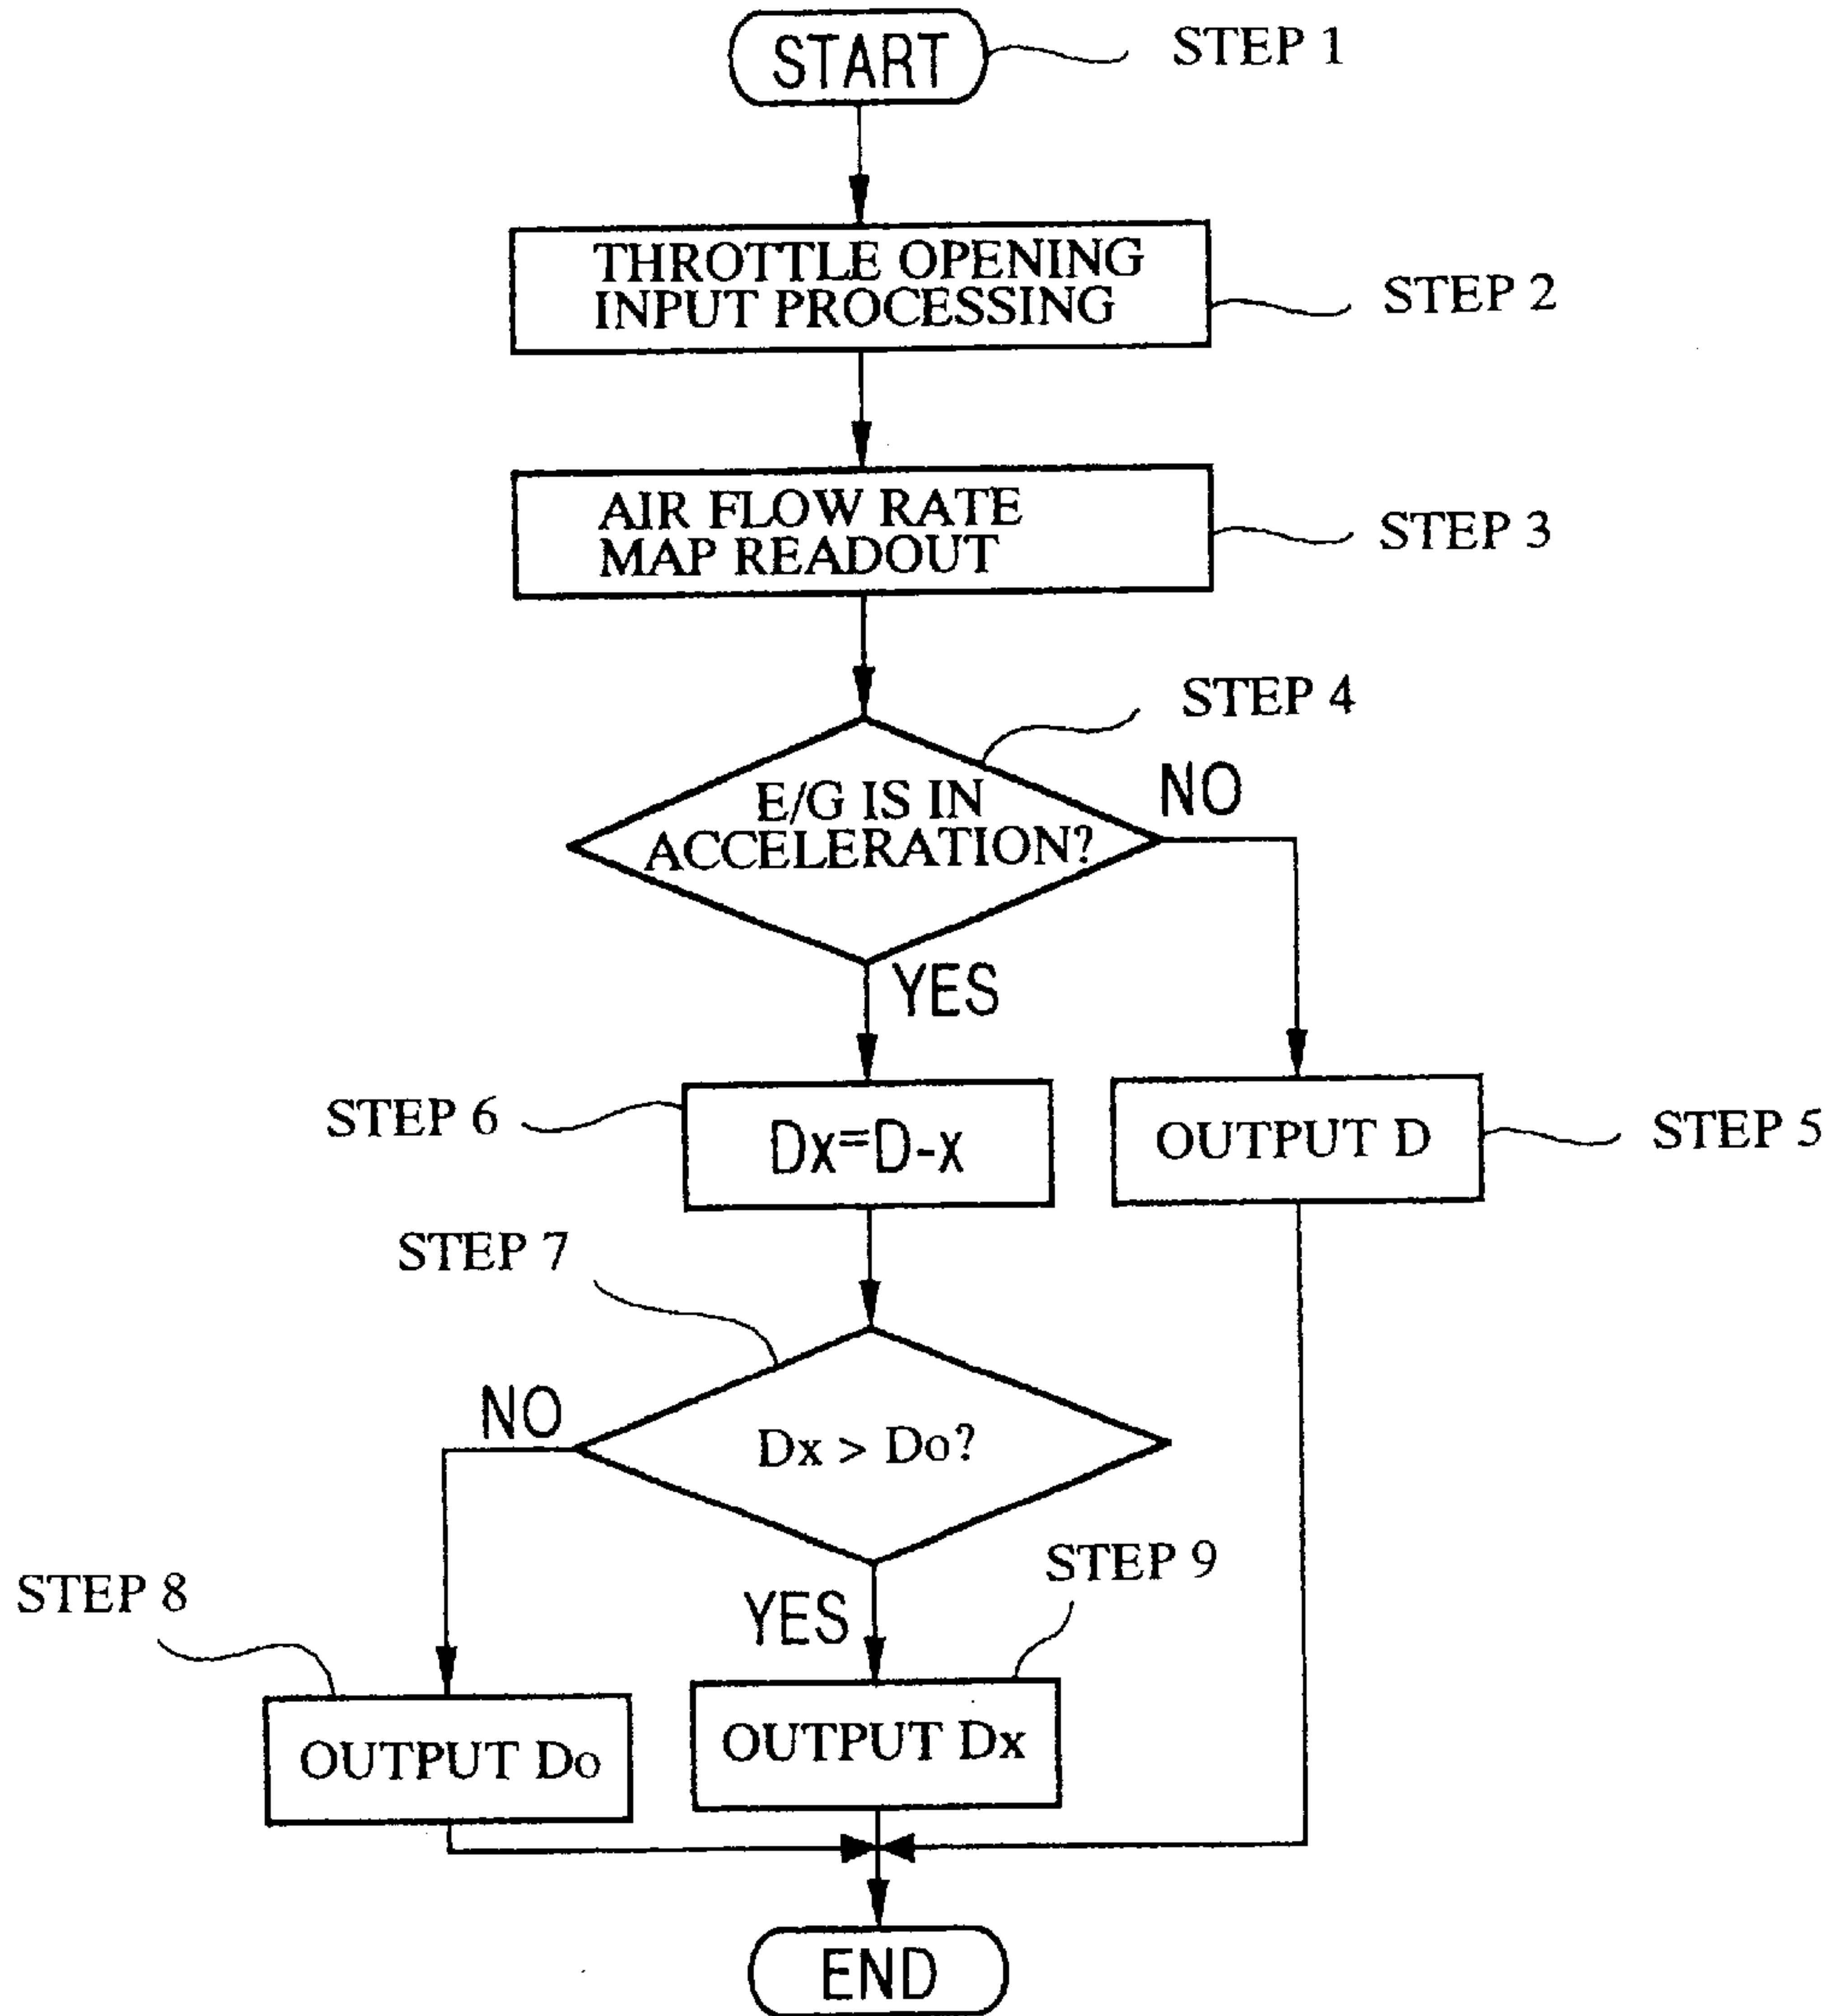 START
STEP 1
THROTTLE OPENING
INPUT PROCESSING
STEP 2
AIR FLOW RATE
MAP READOUT
STEP 3
STEP 4
E/G IS IN
ACCELERATION?
NO
YES
STEP 6
Dx=D-x
OUTPUT D
STEP 5
STEP 7
NO
Dx > Do?
STEP 9
YES
STEP 8
OUTPUT Do
OUTPUT Dx
END